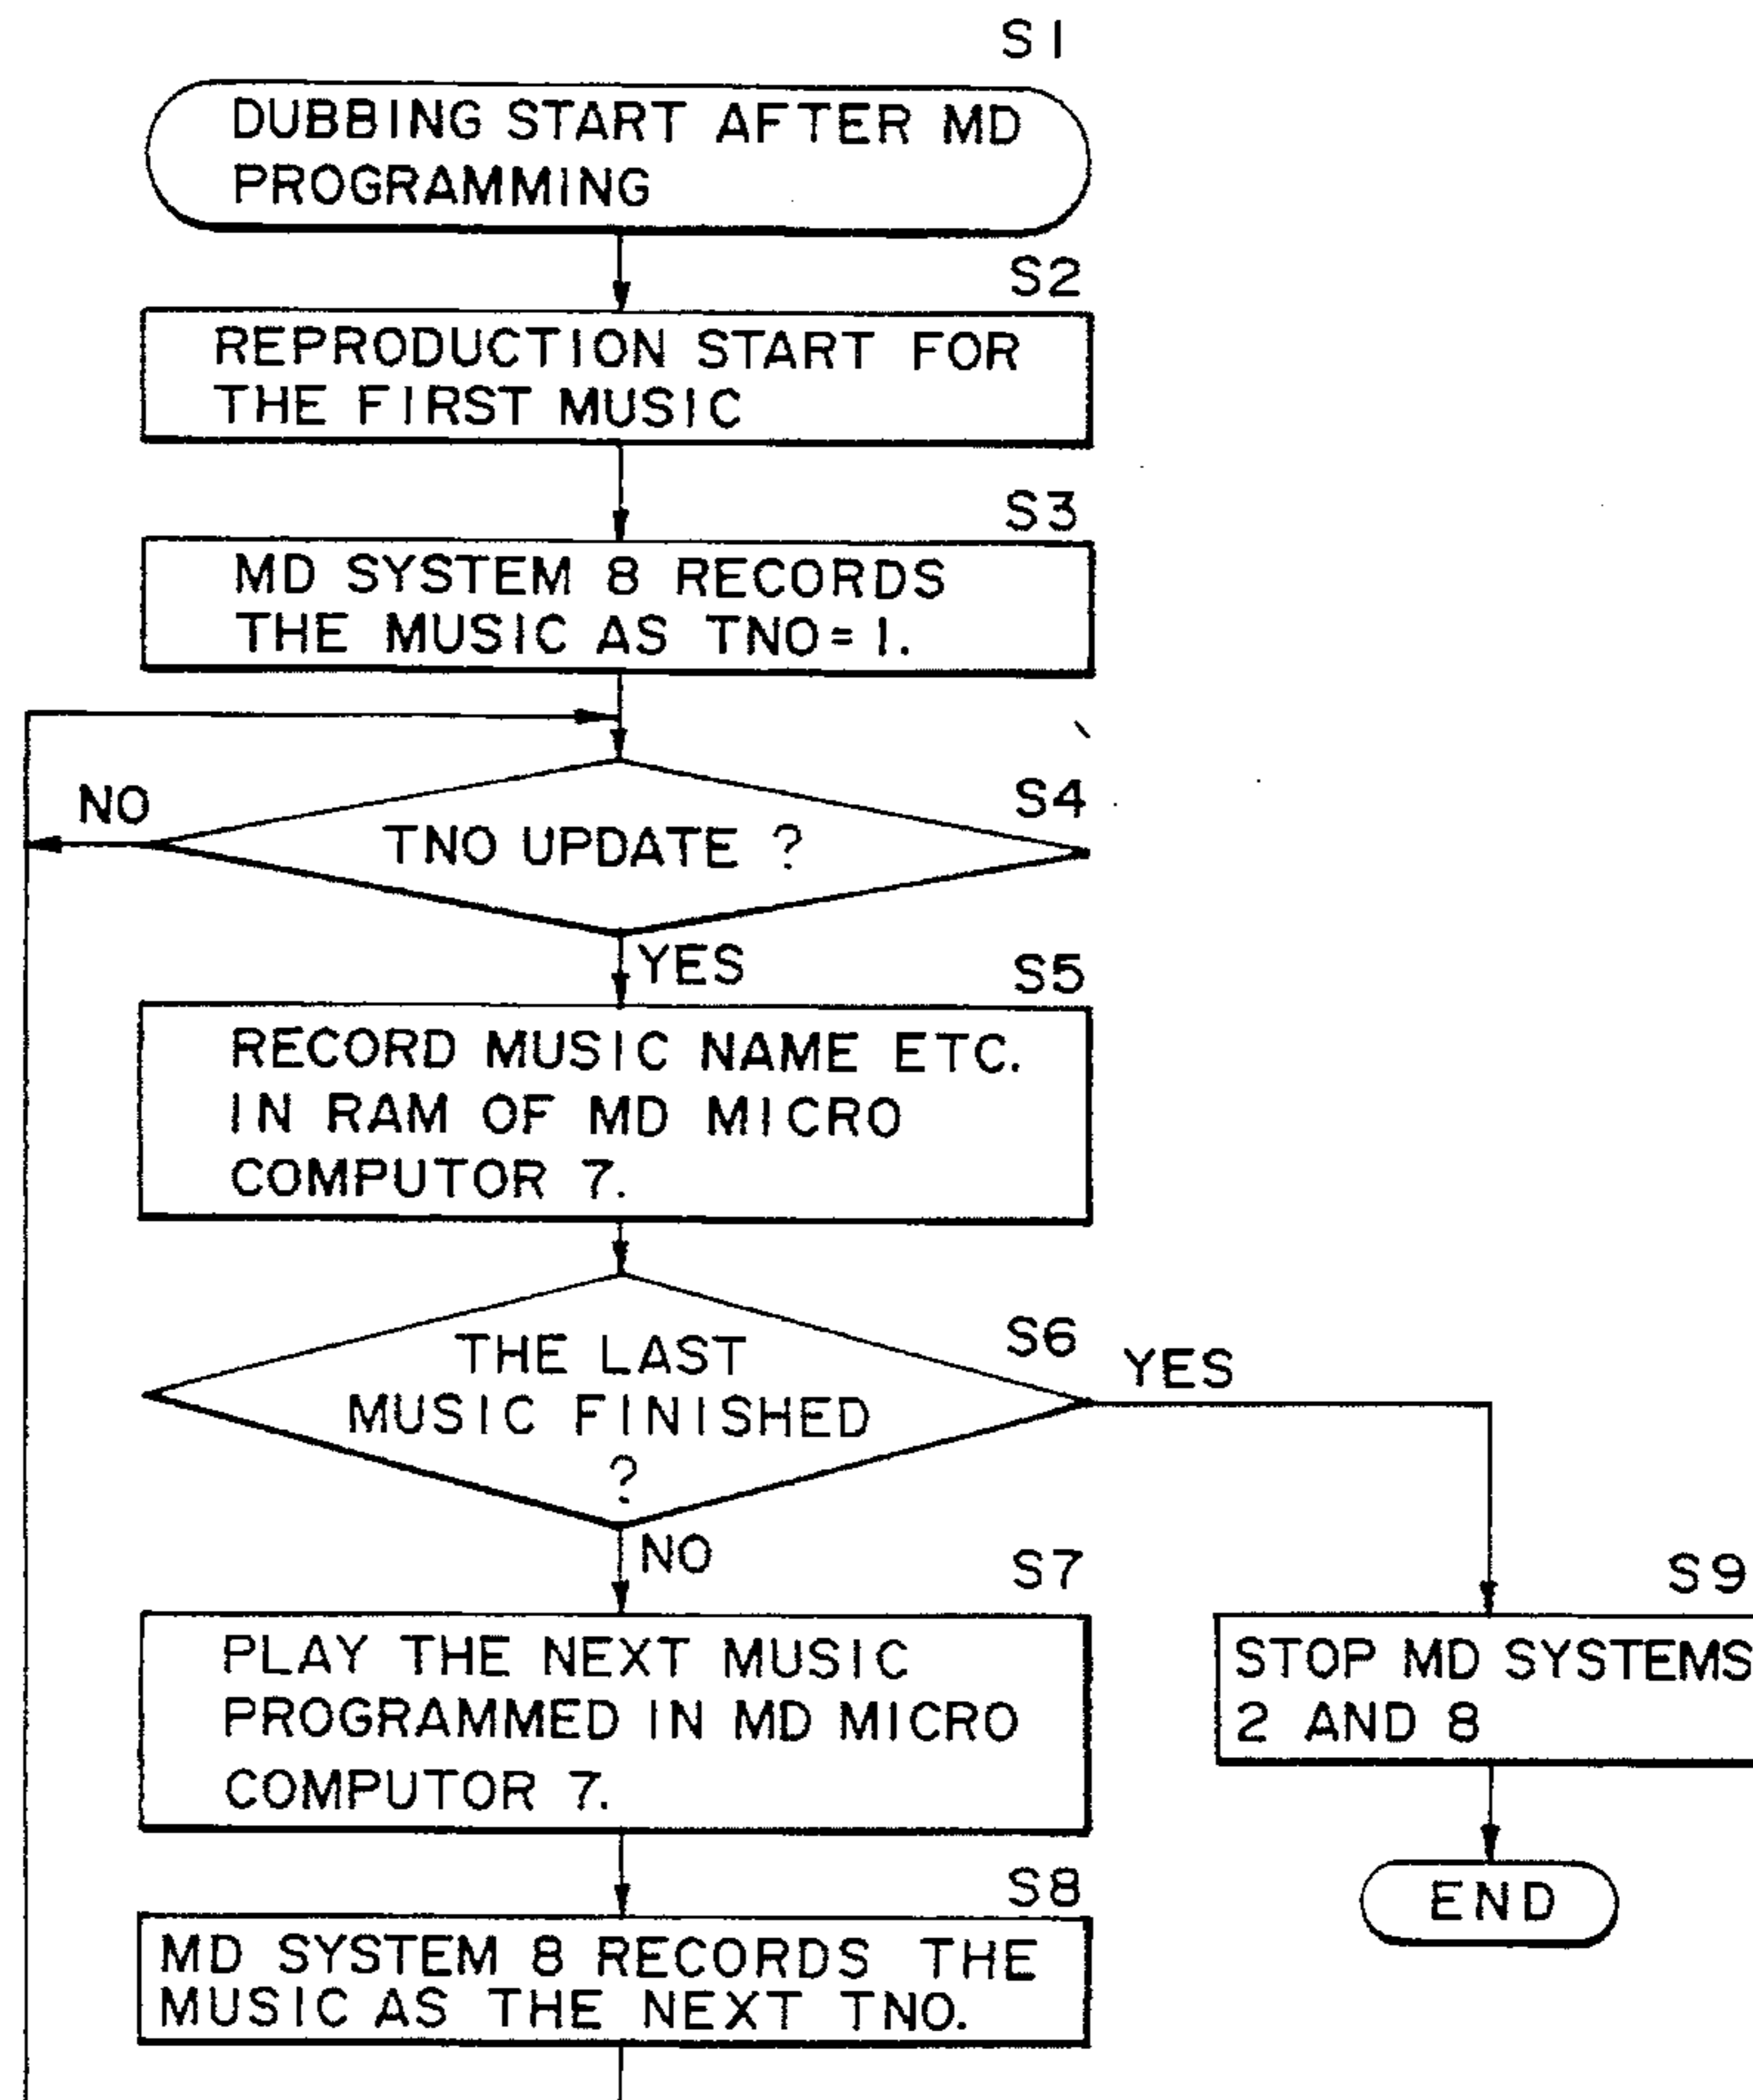 S1
DUBBING START AFTER MD
PROGRAMMING
S2
REPRODUCTION START FOR
THE FIRST MUSIC
S3
MD SYSTEM 8 RECORDS
THE MUSIC AS TNO=1.
NO
S4
TNO UPDATE ?
YES
S5
RECORD MUSIC NAME ETC.
IN RAM OF MD MICRO
COMPUTOR 7.
S6
THE LAST
MUSIC FINISHED
?
YES
NO
S7
PLAY THE NEXT MUSIC
PROGRAMMED IN MD MICRO
COMPUTOR 7.
S9
STOP MD SYSTEMS
2 AND 8
END
S8
MD SYSTEM 8 RECORDS THE
MUSIC AS THE NEXT TNO.